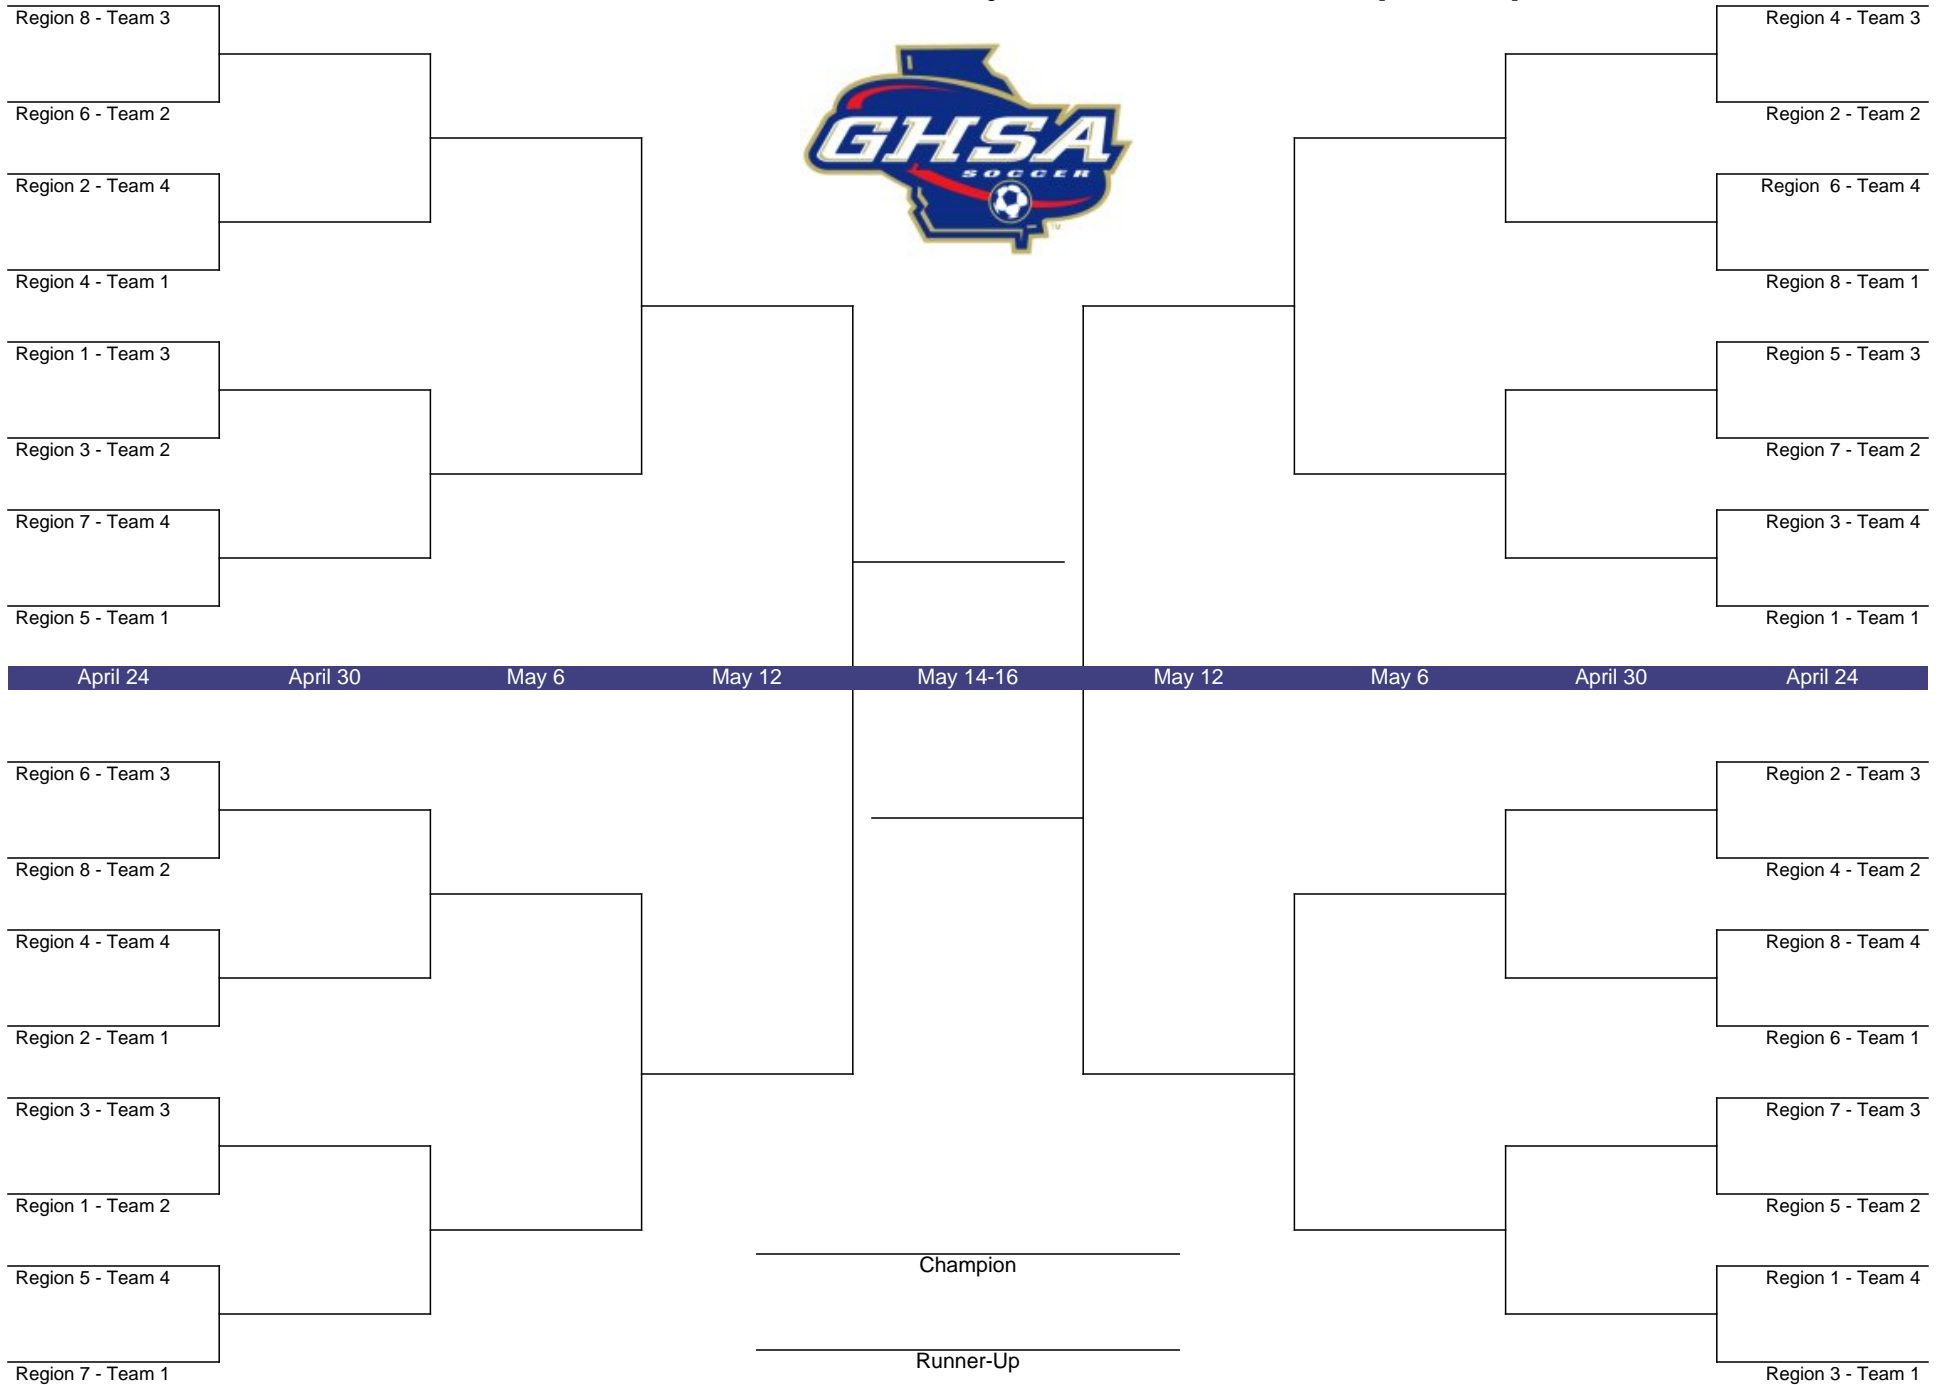 Region 8 - Team 3
Region 6 - Team 2
Region 2 - Team 4
Region 4 - Team 1
Region 1 - Team 3
Region 3 - Team 2
Region 7 - Team 4
Region 5 - Team 1
GHSA
SOCCER
TM
Region 4 - Team 3
Region 2 - Team 2
Region 6 - Team 4
Region 8 - Team 1
Region 5 - Team 3
Region 7 - Team 2
Region 3 - Team 4
Region 1 - Team 1
April 24 April 30 May 6 May 12 May 14-16 May 12 May 6 April 30 April 24
Region 6 - Team 3
Region 8 - Team 2
Region 4 - Team 4
Region 2 - Team 1
Region 3 - Team 3
Region 1 - Team 2
Region 5 - Team 4
Region 7 - Team 1
Champion
Runner-Up
Region 2 - Team 3
Region 4 - Team 2
Region 8 - Team 4
Region 6 - Team 1
Region 7 - Team 3
Region 5 - Team 2
Region 1 - Team 4
Region 3 - Team 1